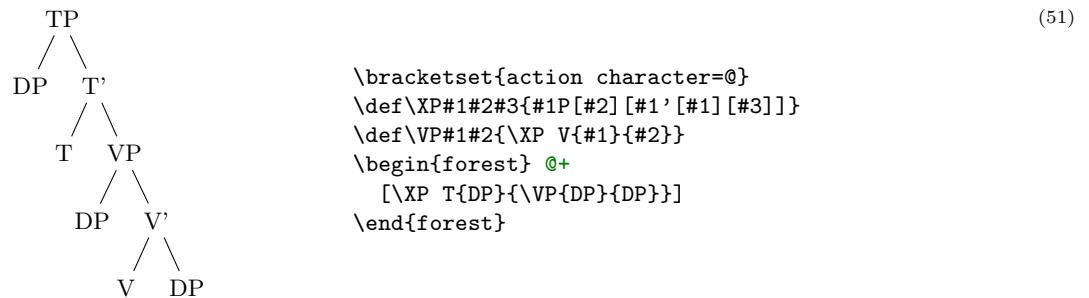 TP
DP T'
T VP
DP V'
V DP
\bracketset{action character=@}
\def\XP#1#2#3{#1P[#2][#1'[#1][#3]]}
\def\VP#1#2{\XP V{#1}{#2}}
\begin{forest} @+
[\XP T{DP}{\VP{DP}{DP}}]
\end{forest}
(51)